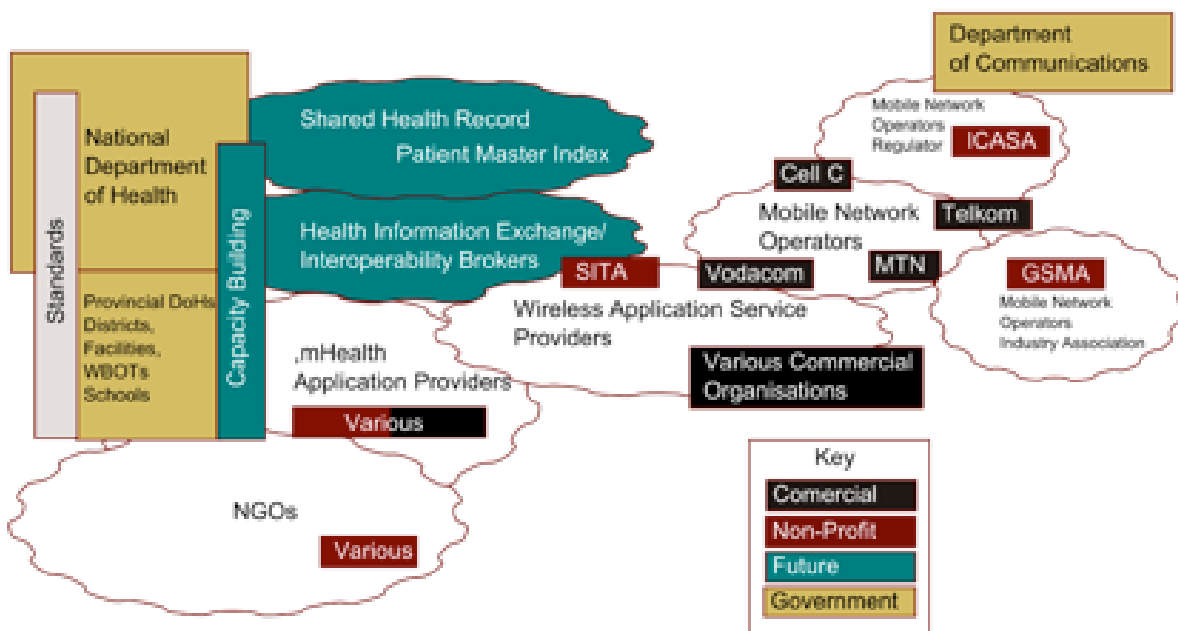 Department
of Communications
Mobile Network
Operators
Regulator
ICASA
National
Department
of Health
Standards
Capacity Building
Shared Health Record
Patient Master Index
Health Information Exchange/
Interoperability Brokers
Cell C
Mobile Network
Operators
Telkom
MTN
Vodacom
SITA
GSMA
Mobile Network
Operators
Industry Association
Wireless Application Service
Providers
Various Commercial
Organisations
Provincial DoHs
Districts,
Facilities,
WBOTs
Schools
,mHealth
Application Providers
Various
NGOs
Various
Key
Comercial
Non-Profit
Future
Government